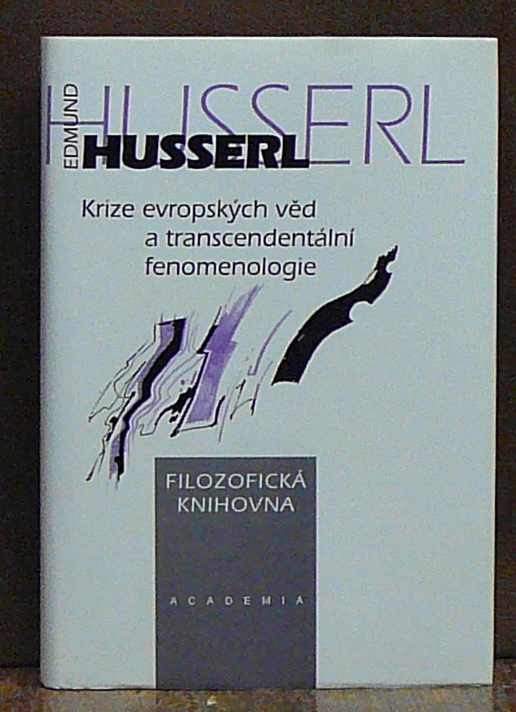 HUSSERL
EDMUND
HUSSERL
Krize evropských věd
a transcendentální
fenomenologie
FILOZOFICKÁ
KNIHOVNA
ACADEMIA